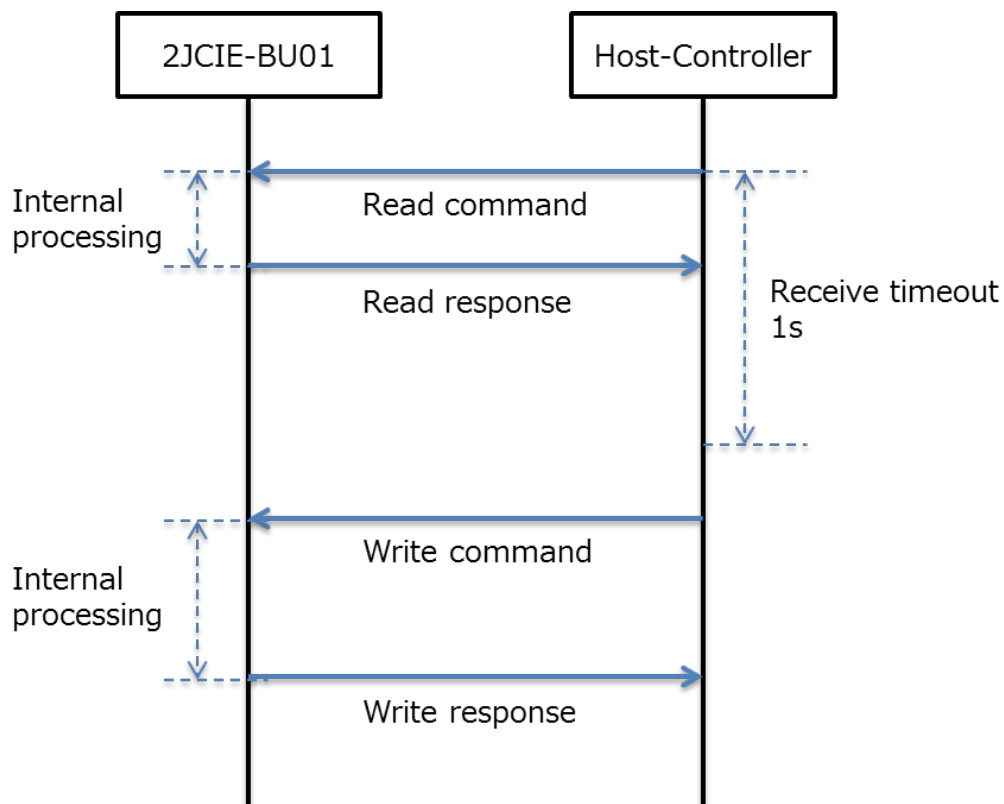 2JCIE-BU01
Host-Controller
Internal
processing
Read command
Read response
Receive timeout
1s
Write command
Internal
processing
Write response